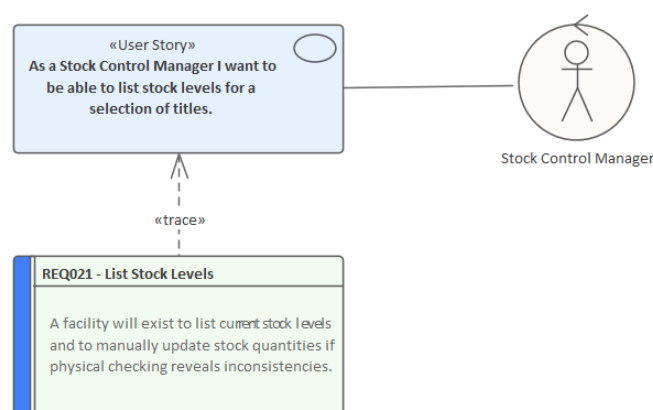 «User Story»
As a Stock Control Manager I want to
be able to list stock levels for a
selection of titles.
Stock Control Manager
«trace»
REQ021 - List Stock Levels
A facility will exist to list current stock levels
and to manually update stock quantities if
physical checking reveals inconsistencies.